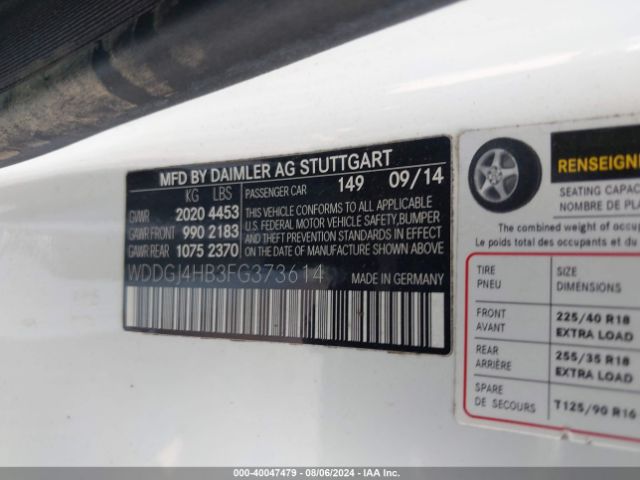 MFD BY DAIMLER AG STUTTGART
KG LBS PASSENGER CAR 149 09/14
GVWR 2020 4453 THIS VEHICLE CONFORMS TO ALL APPLICABLE
GAWR FRONT 990 2183 U.S. FEDERAL MOTOR VEHICLE SAFETY, BUMPER
GAWR REAR 1075 2370 AND THEFT PREVENTION STANDARDS IN EFFECT
ON THE DATE OF MANUFACTURE SHOWN ABOVE.
WDDGJ4HB3FG373614 MADE IN GERMANY
RENSEIGNE
SEATING CAPAC
NOMBRE DE PLA
The combined weight of occup
Le poids total des occupants et du
TIRE SIZE
PNEU DIMENSIONS
FRONT 225/40 R18
AVANT EXTRA LOAD
REAR 255/35 R18
ARRIÈRE EXTRA LOAD
SPARE T125/90 R16
DE SECOURS
000-40047479 - 08/06/2024 - IAA Inc.